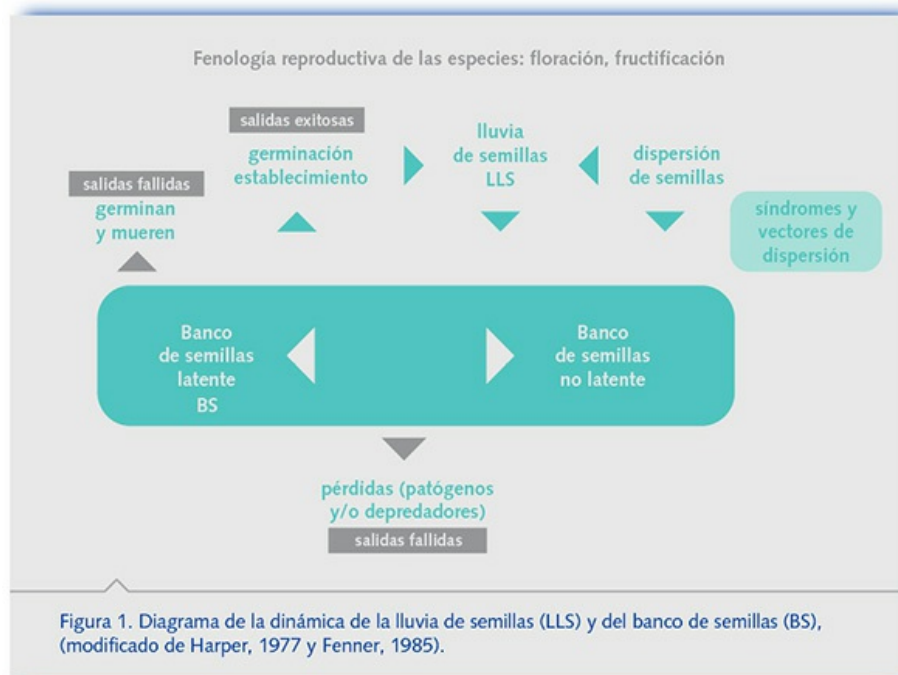 Fenología reproductiva de las especies: floración, fructificación
salidas exitosas
germinación
establecimiento
lluvia
de semillas
LLS
dispersión
de semillas
salidas fallidas
germinan
y mueren
síndromes y
vectores de
dispersión
Banco
de semillas
latente
BS
Banco
de semillas
no latente
pérdidas (patógenos
y/o depredadores)
salidas fallidas
Figura 1. Diagrama de la dinámica de la lluvia de semillas (LLS) y del banco de semillas (BS),
(modificado de Harper, 1977 y Fenner, 1985).